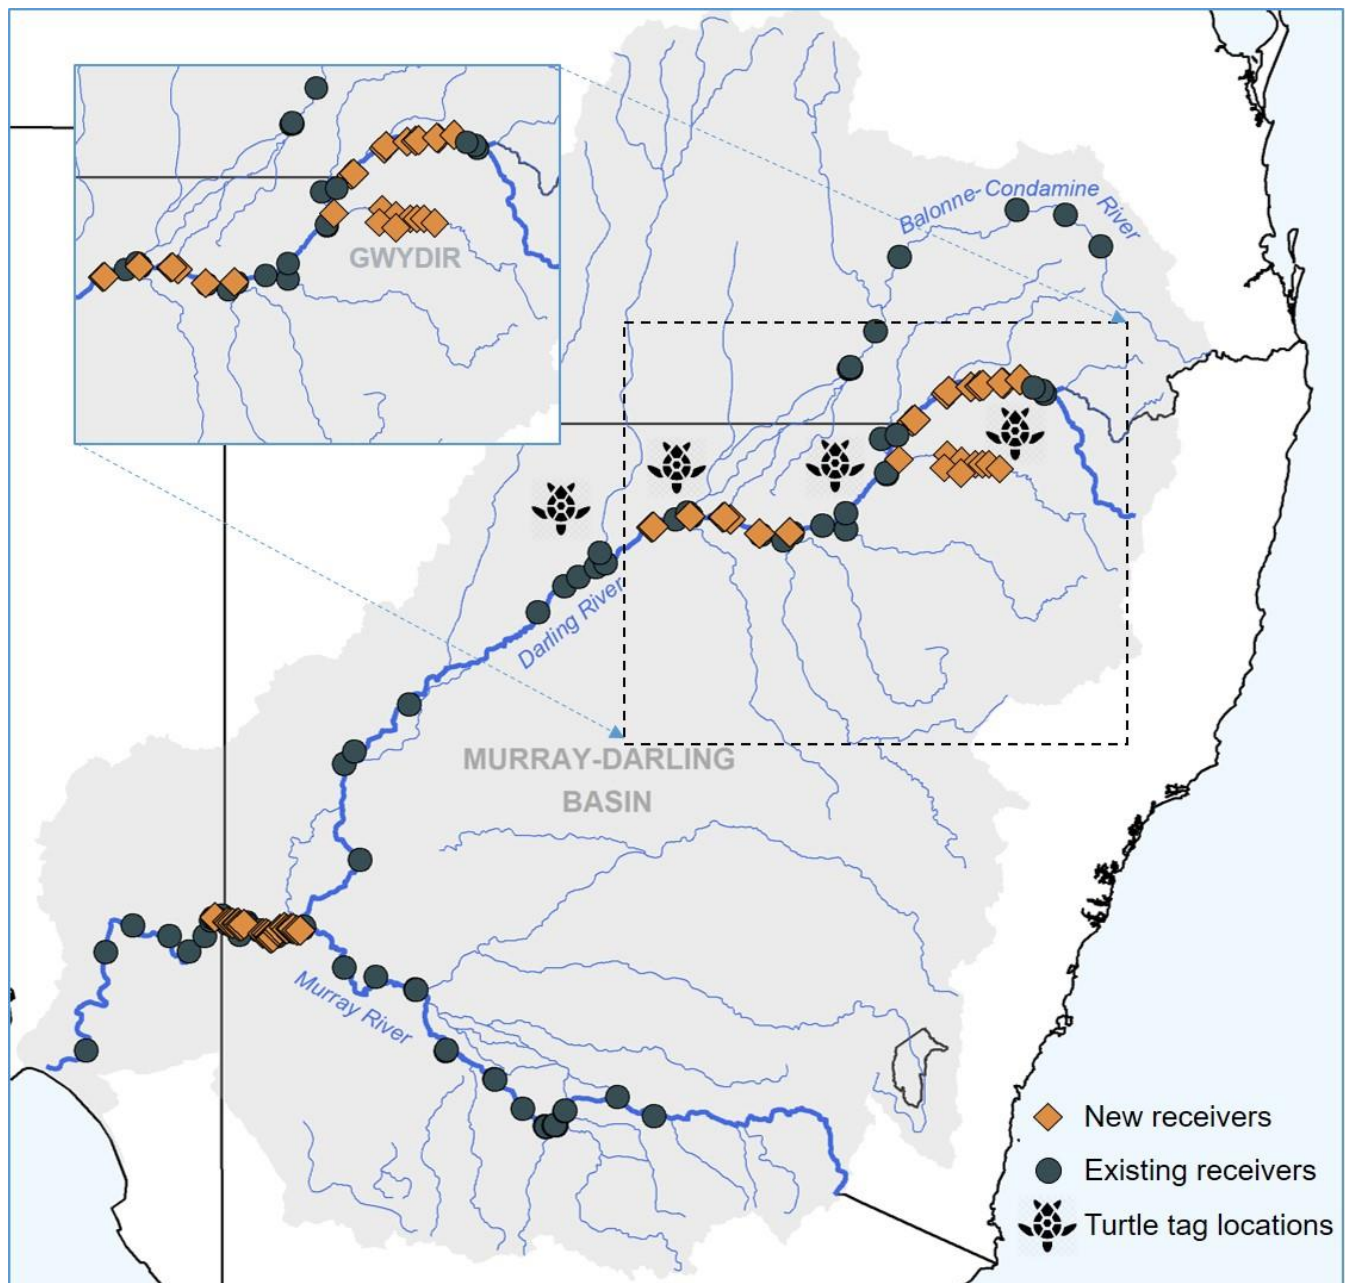 Balonne-Condamine
River
GWYDIR
Darling River
MURRAY-DARLING
BASIN
Murray River
New receivers
Existing receivers
Turtle tag locations